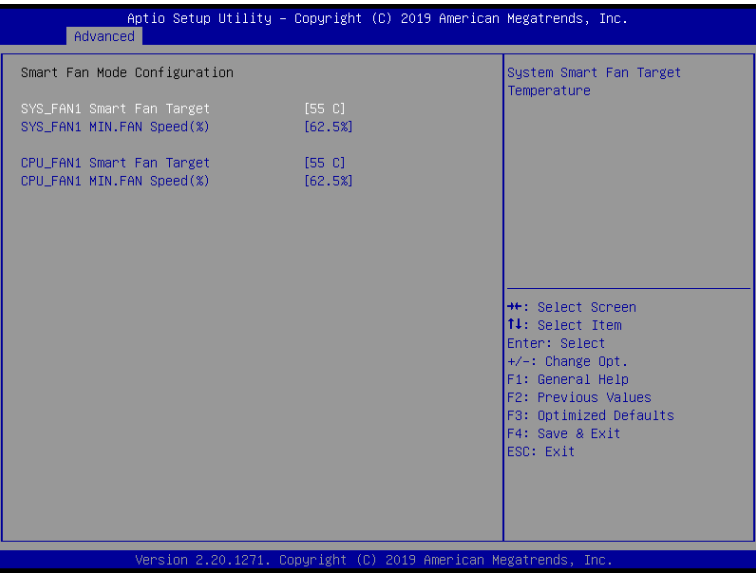 Aptio Setup Utility – Copyright (C) 2019 American Megatrends, Inc.
Advanced
Smart Fan Mode Configuration
SYS_FAN1 Smart Fan Target [55 C]
SYS_FAN1 MIN.FAN Speed(%) [62.5%]
CPU_FAN1 Smart Fan Target [55 C]
CPU_FAN1 MIN.FAN Speed(%) [62.5%]
System Smart Fan Target
Temperature
→←: Select Screen
↑↓: Select Item
Enter: Select
+/-: Change Opt.
F1: General Help
F2: Previous Values
F3: Optimized Defaults
F4: Save & Exit
ESC: Exit
Version 2.20.1271. Copyright (C) 2019 American Megatrends, Inc.